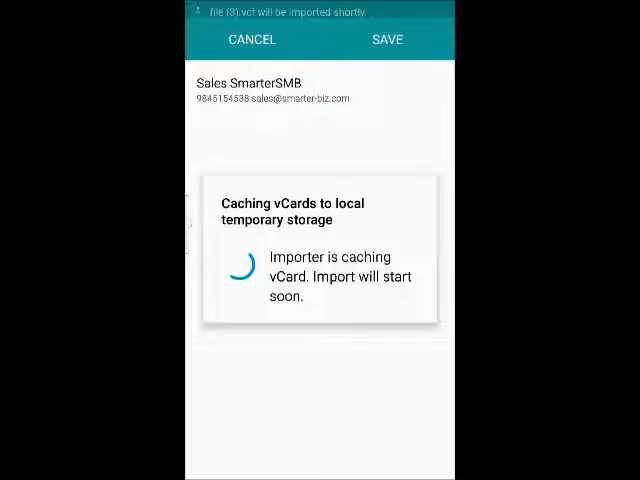 file (3).vcf will be imported shortly.
CANCEL SAVE
Sales SmarterSMB
9845154538 sales@smarter-biz.com
Caching vCards to local
temporary storage
Importer is caching
vCard. Import will start
soon.